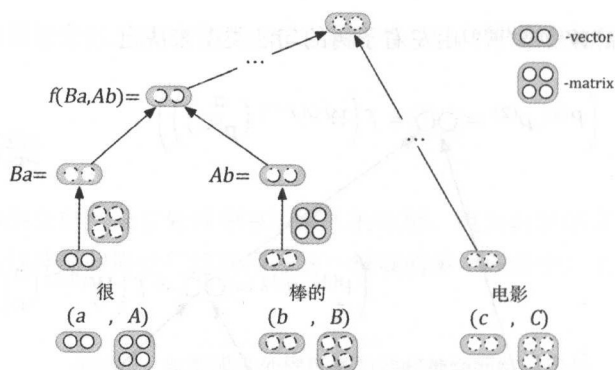 -vector
...
f(Ba,Ab)=
-matrix
...
Ba=
Ab=
很 棒的 电影
(a , A) (b , B) (c , C)